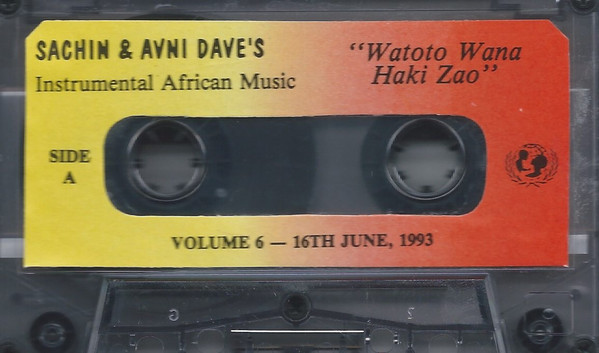 SACHIN & AVNI DAVE'S
Instrumental African Music
"Watoto Wana
Haki Zao"
SIDE
A
VOLUME 6 — 16TH JUNE, 1993